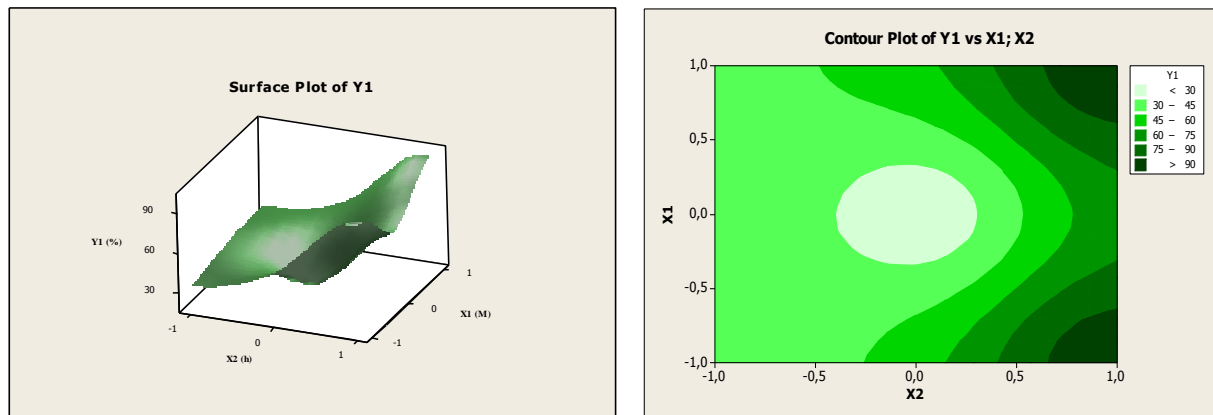 Surface Plot of Y1
90
60
30
Y1 (%)
-1
0
1
X2 (h)
1
0
-1
X1 (M)
Contour Plot of Y1 vs X1; X2
1,0
0,5
0,0
-0,5
-1,0
X1
-1,0 -0,5 0,0 0,5 1,0
X2
Y1
< 30
30 – 45
45 – 60
60 – 75
75 – 90
> 90